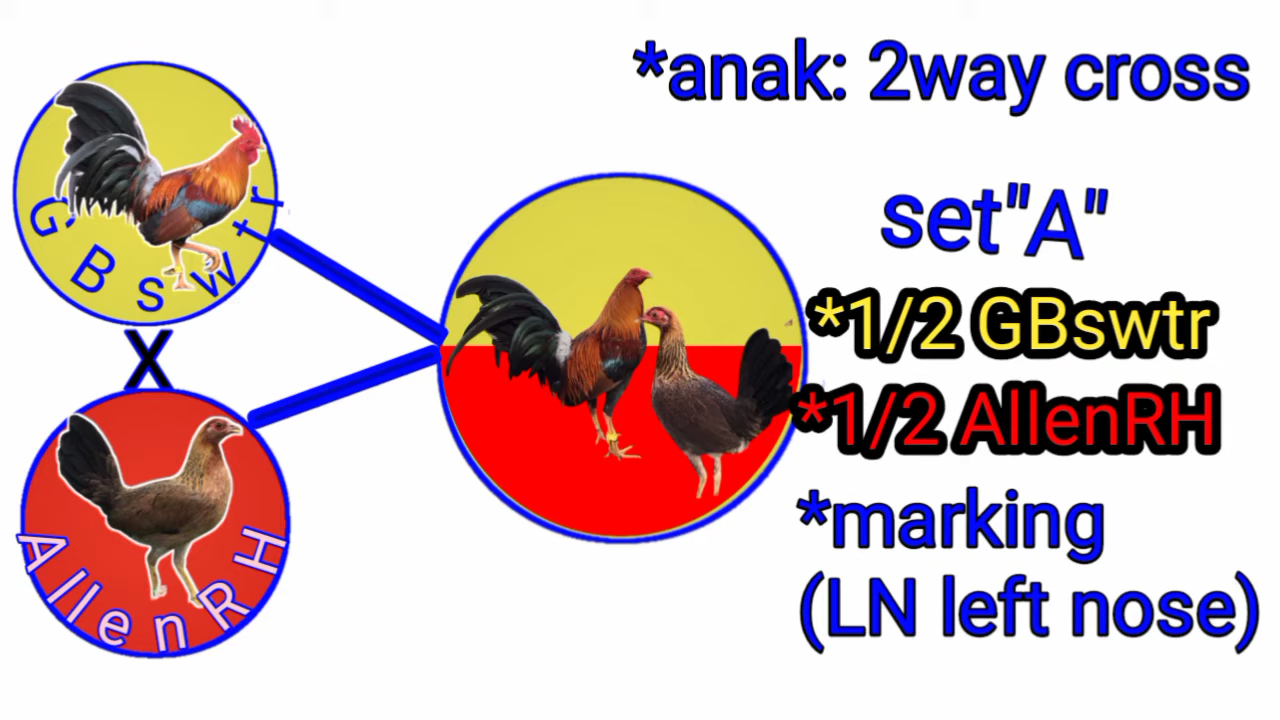 *anak: 2way cross
GBswtr
X
AllenRH
set"A"
*1/2 GBswtr
*1/2 AllenRH
*marking
(LN left nose)